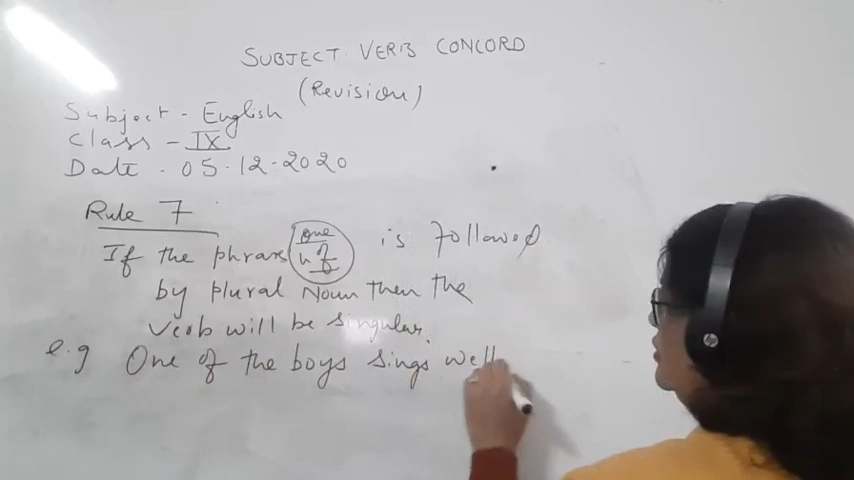 SUBJECT VERB CONCORD
(Revision)
Subject - English
Class - IX
Date - 05-12-2020
Rule 7
If the phrase "one of" is followed
by plural Noun then the
verb will be singular.
e.g One of the boys sings well
hp